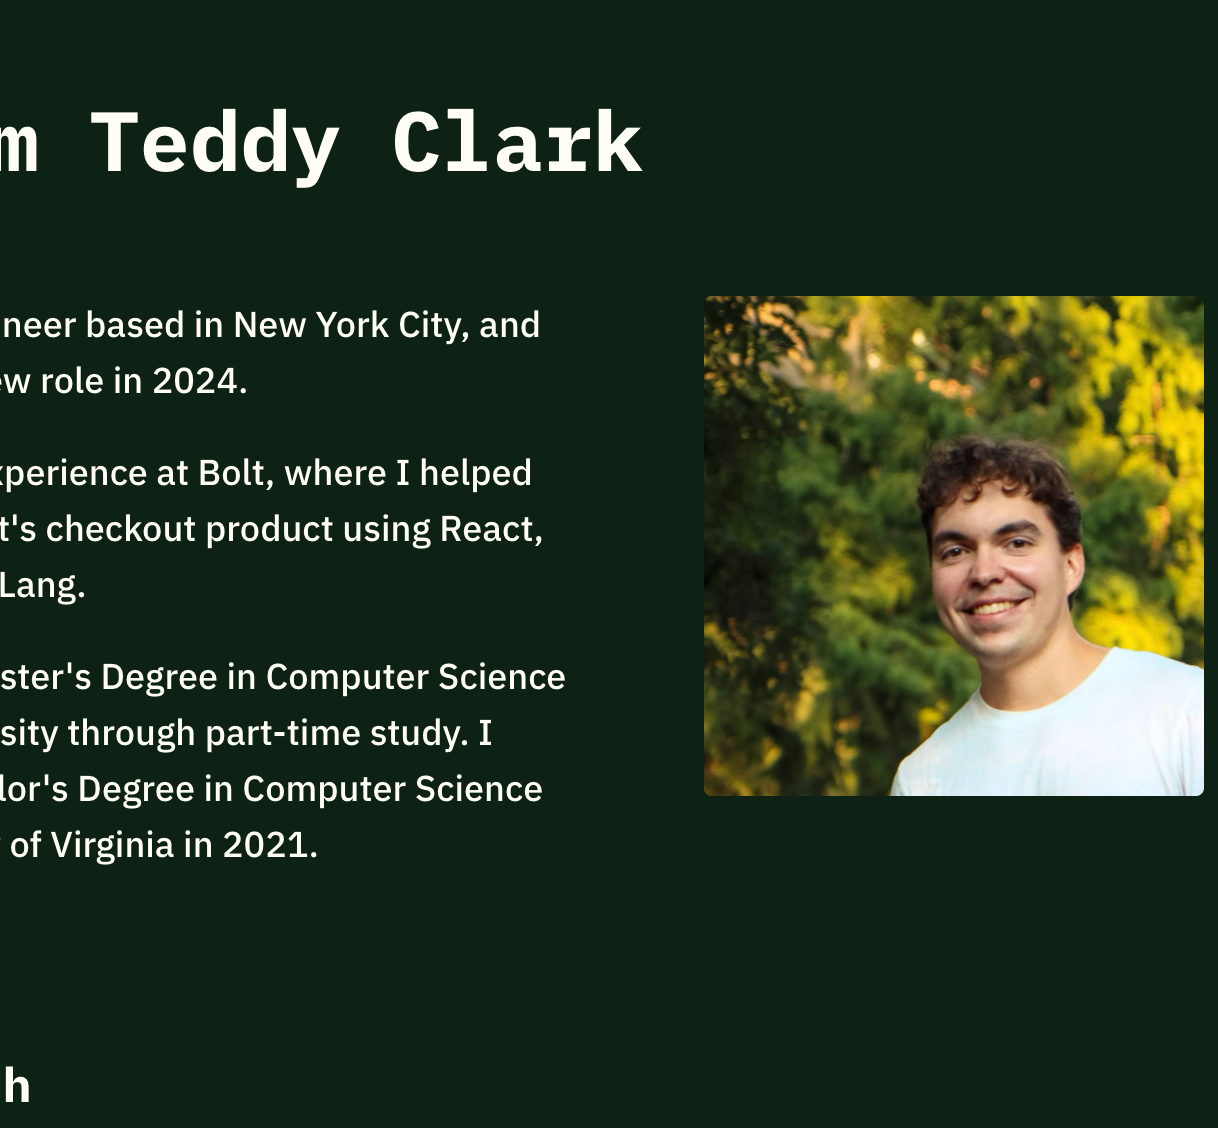 m Teddy Clark
neer based in New York City, and
ew role in 2024.
xperience at Bolt, where I helped
t's checkout product using React,
Lang.
ster's Degree in Computer Science
sity through part-time study. I
lor's Degree in Computer Science
of Virginia in 2021.
h